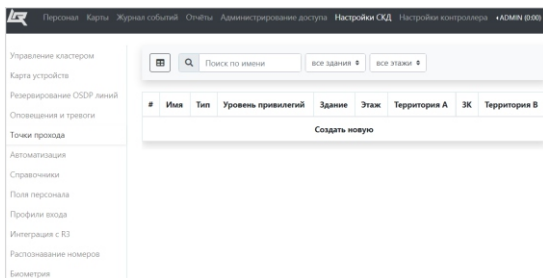 Персонал Карты Журнал событий Отчёты Администрирование доступа Настройки СКД Настройки контроллера ADMIN (0:00)
Управление кластером
Карта устройств
Резервирование OSDP линий
Оповещения и тревоги
Точки прохода
Автоматизация
Справочники
Поля персонала
Профили входа
Интеграция с R3
Распознавание номеров
Биометрия
Поиск по имени все здания все этажи
# Имя Тип Уровень привилегий Здание Этаж Территория A ЗК Территория B
Создать новую